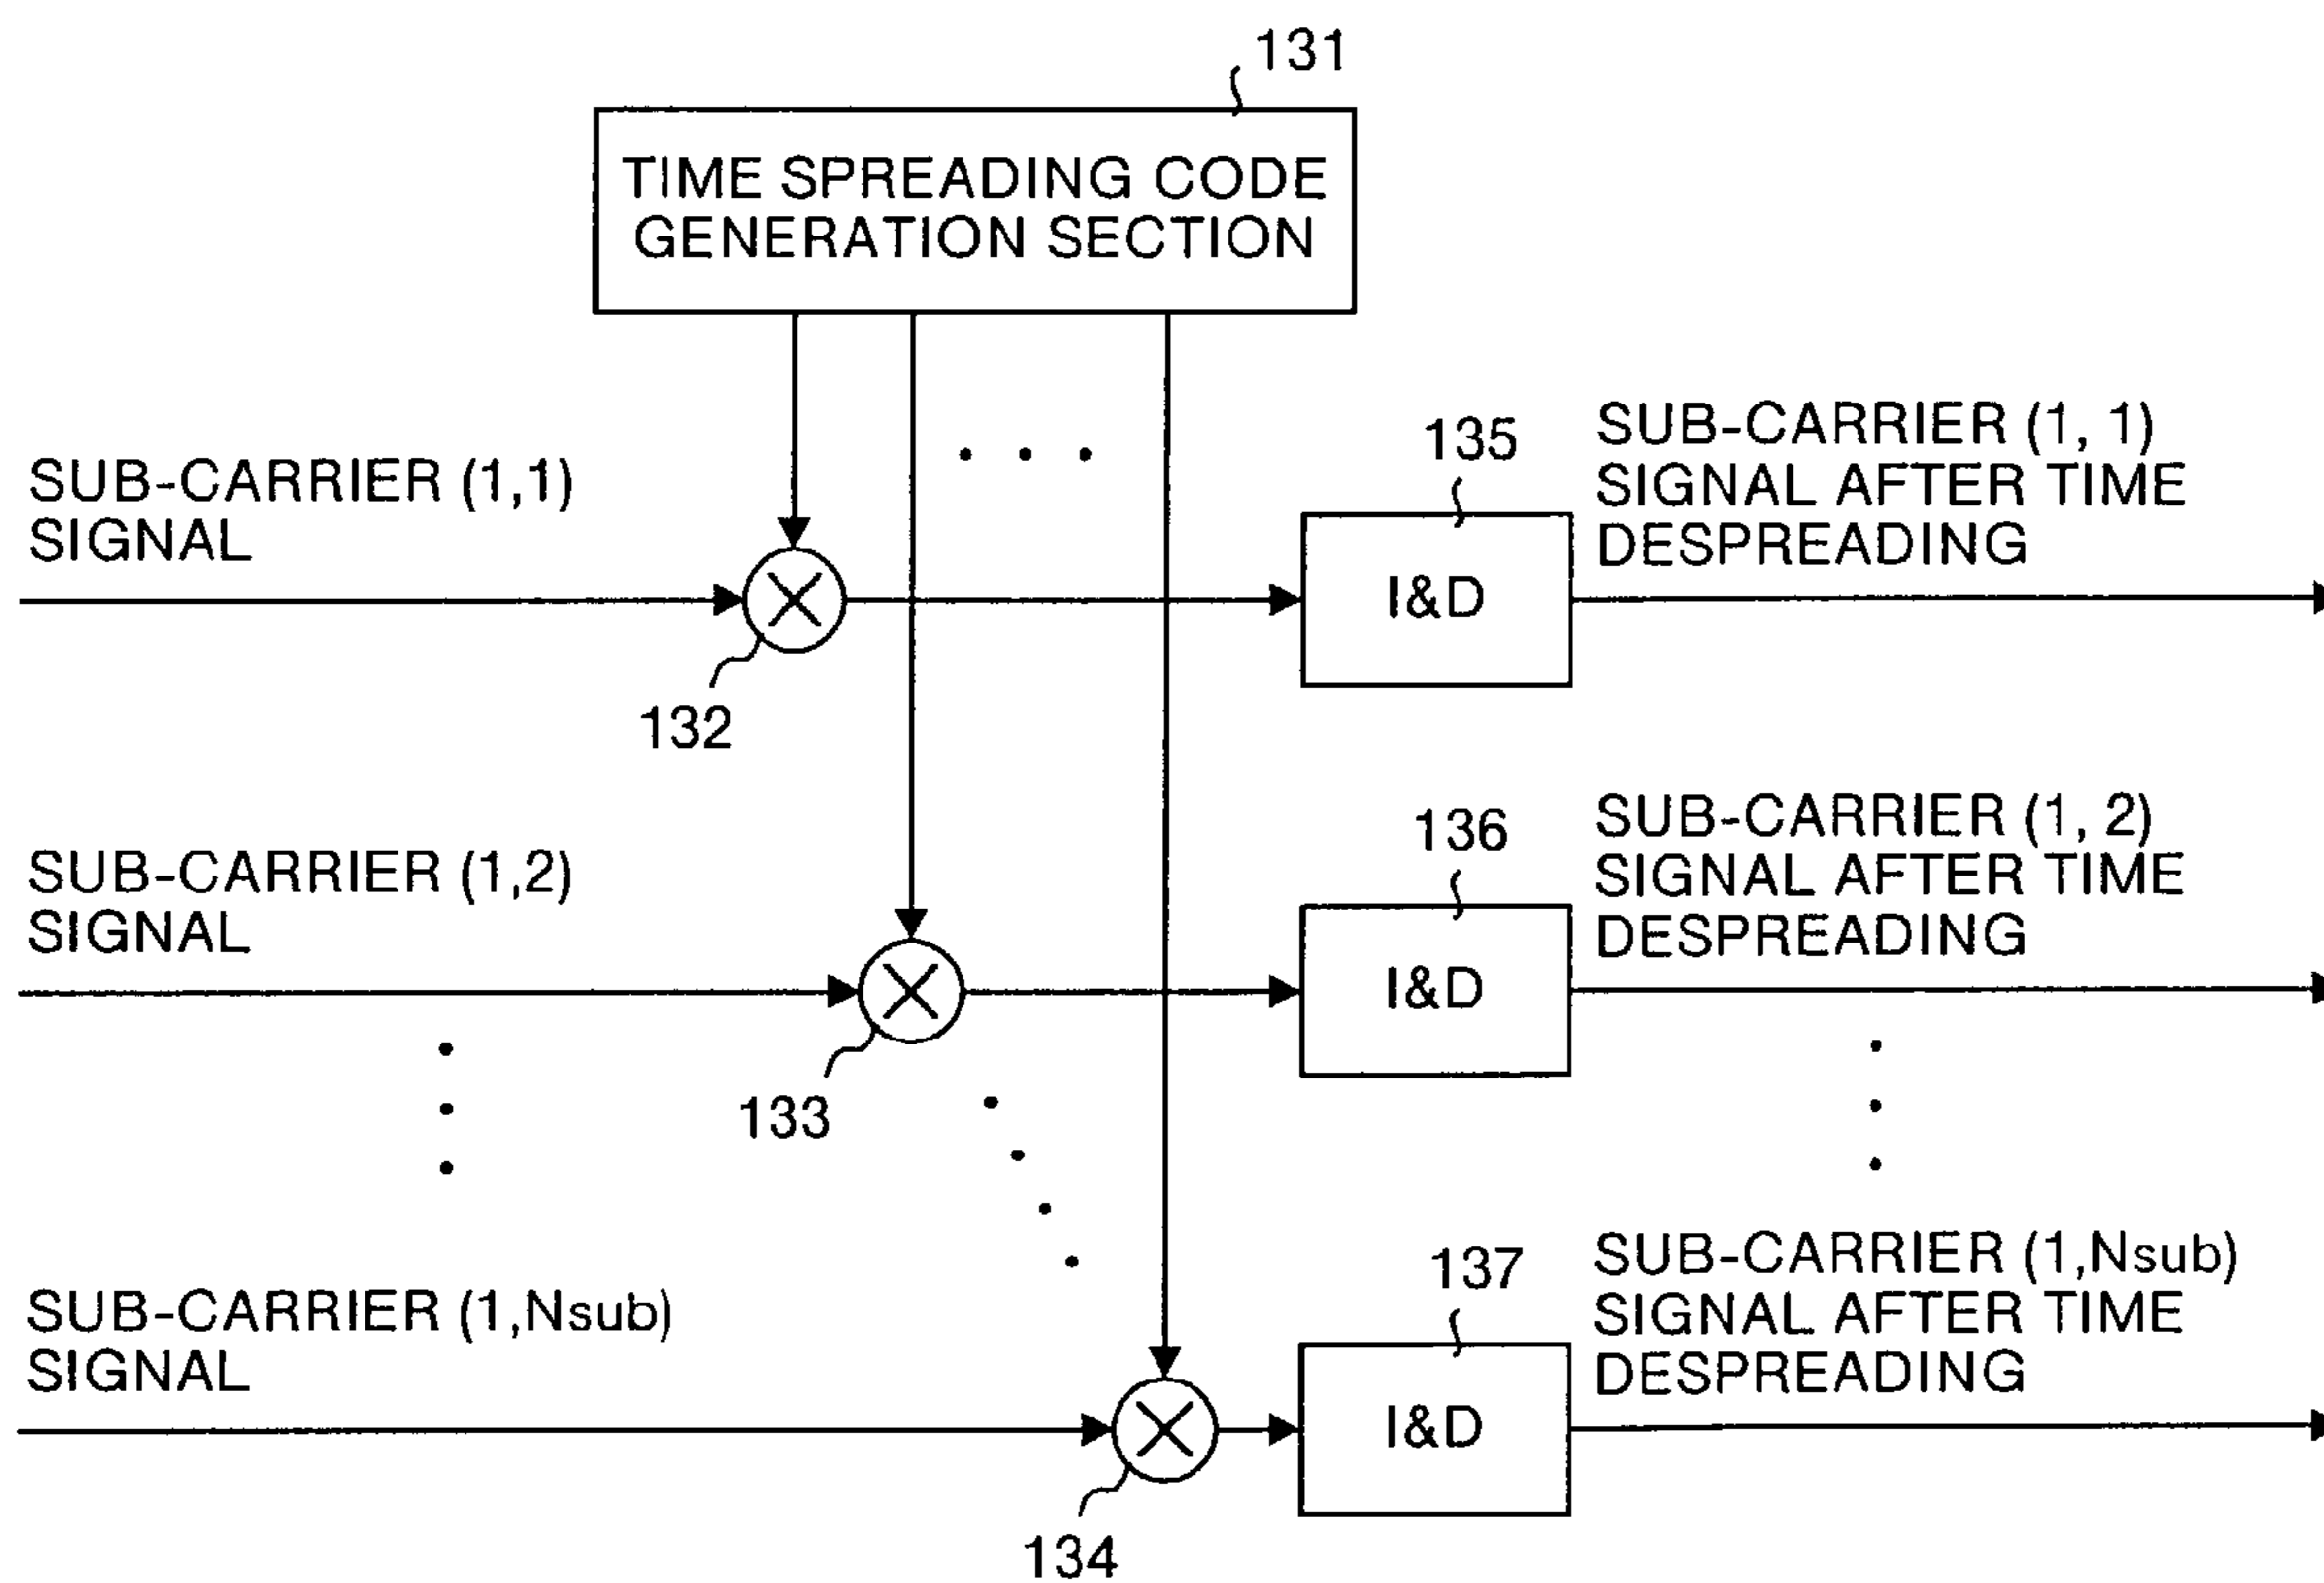 131
TIME SPREADING CODE
GENERATION SECTION
SUB-CARRIER (1,1)
SIGNAL
132
135
I&D
SUB-CARRIER (1, 1)
SIGNAL AFTER TIME
DESPREADING
SUB-CARRIER (1,2)
SIGNAL
133
136
I&D
SUB-CARRIER (1, 2)
SIGNAL AFTER TIME
DESPREADING
SUB-CARRIER (1,Nsub)
SIGNAL
134
137
I&D
SUB-CARRIER (1,Nsub)
SIGNAL AFTER TIME
DESPREADING